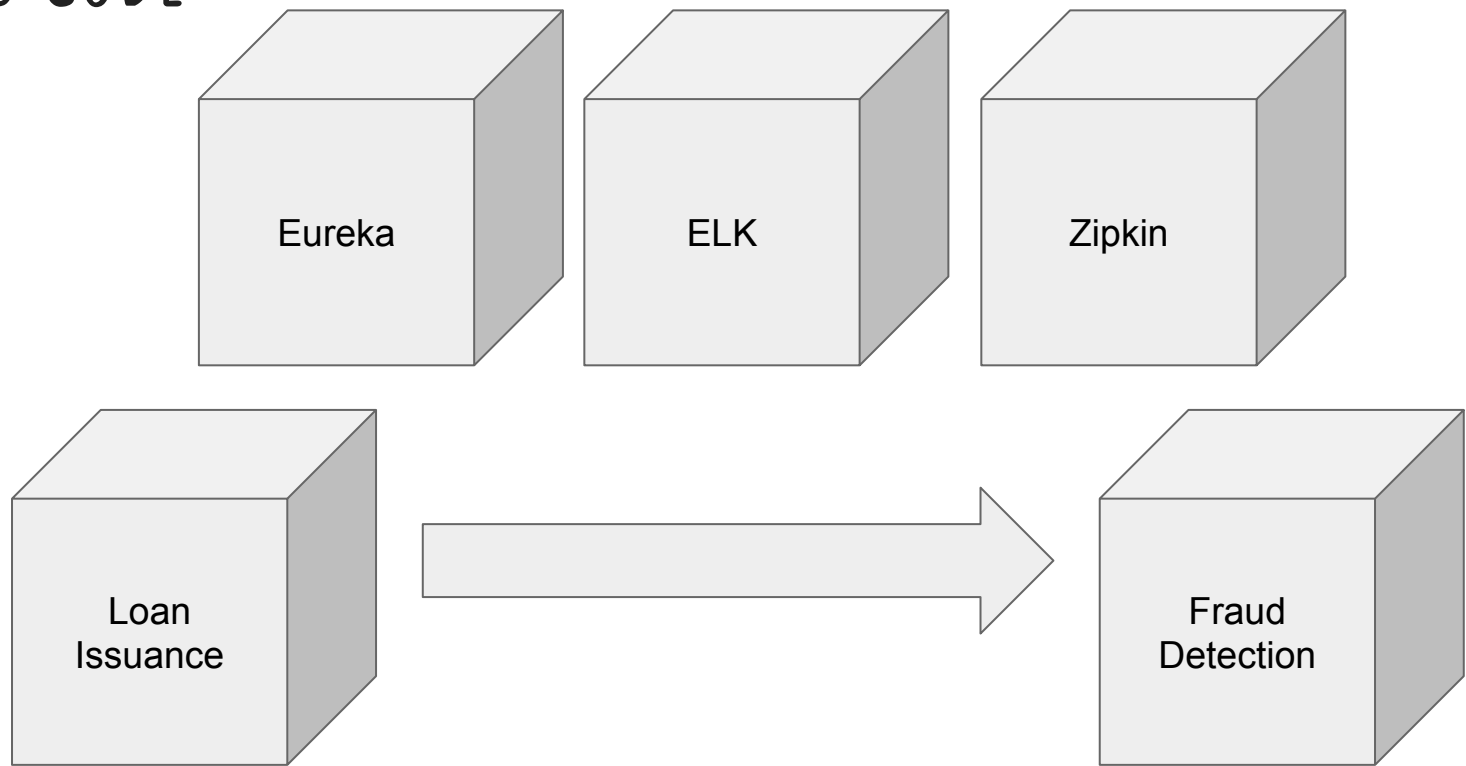 Eureka
ELK
Zipkin
Loan
Issuance
Fraud
Detection